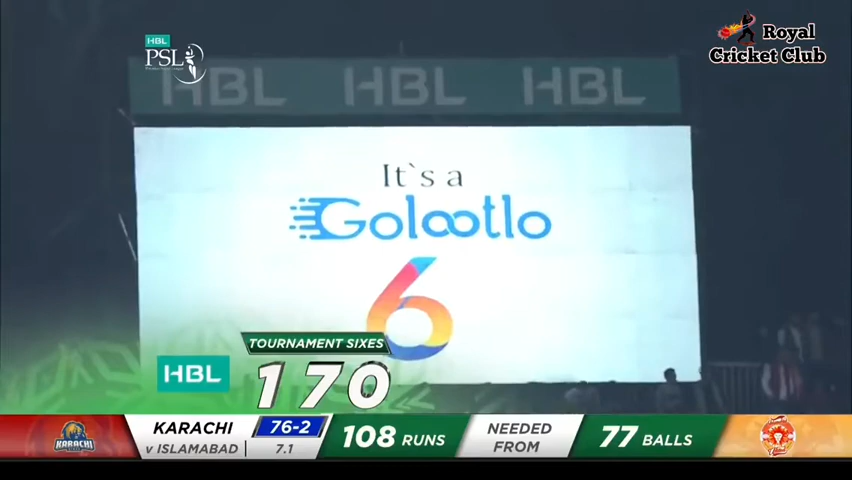 HBL
PSL
Royal
Cricket Club
HBL HBL HBL
It`s a
Golootlo
6
TOURNAMENT SIXES
HBL
170
KARACHI
v ISLAMABAD
76-2
7.1
108 RUNS
NEEDED
FROM
77 BALLS
KARACHI